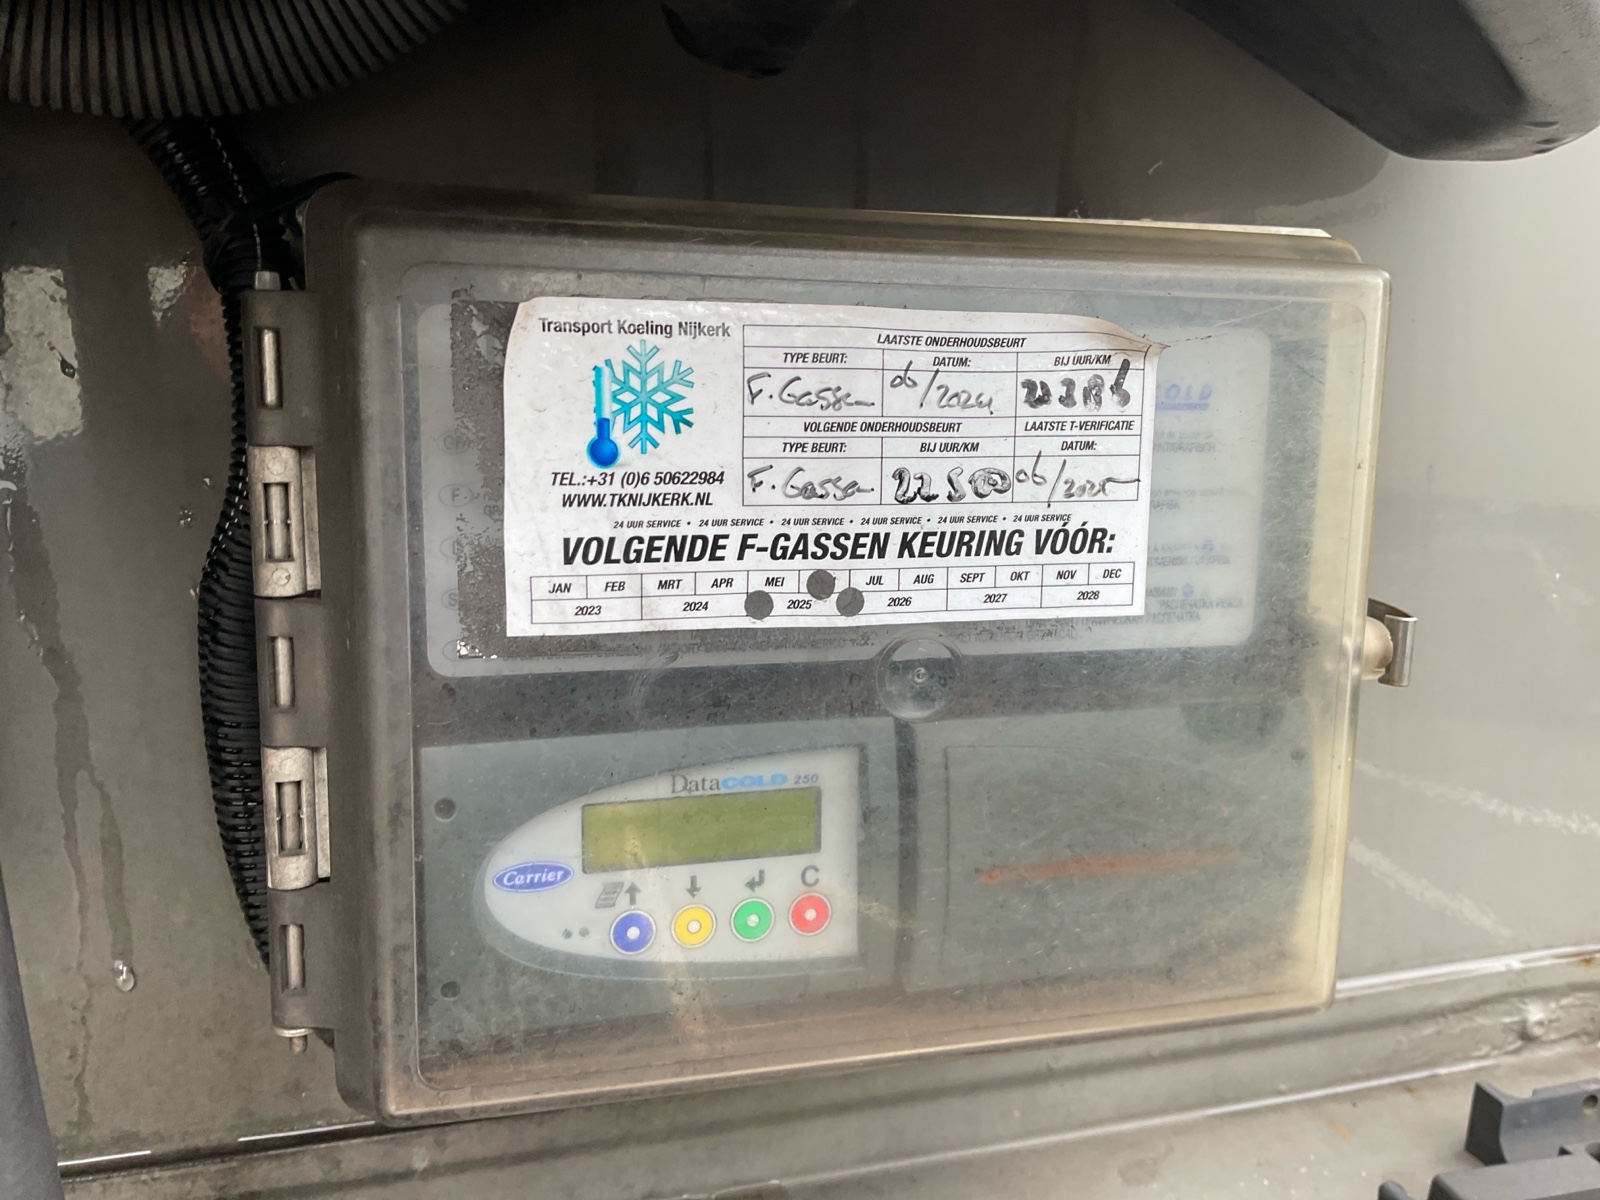 Transport Koeling Nijkerk
TEL.:+31 (0)6 50622984
WWW.TKNIJKERK.NL
LAATSTE ONDERHOUDSBEURT
TYPE BEURT: DATUM: BIJ UUR/KM
F. Gassen 06/2024
VOLGENDE ONDERHOUDSBEURT LAATSTE T-VERIFICATIE
TYPE BEURT: BIJ UUR/KM DATUM:
F. Gassen 22500 06/2025
24 UUR SERVICE • 24 UUR SERVICE • 24 UUR SERVICE • 24 UUR SERVICE • 24 UUR SERVICE • 24 UUR SERVICE
VOLGENDE F-GASSEN KEURING VÓÓR:
JAN FEB MRT APR MEI JUL AUG SEPT OKT NOV DEC
2023 2024 2025 2026 2027 2028
DataCOLD 250
Carrier
C